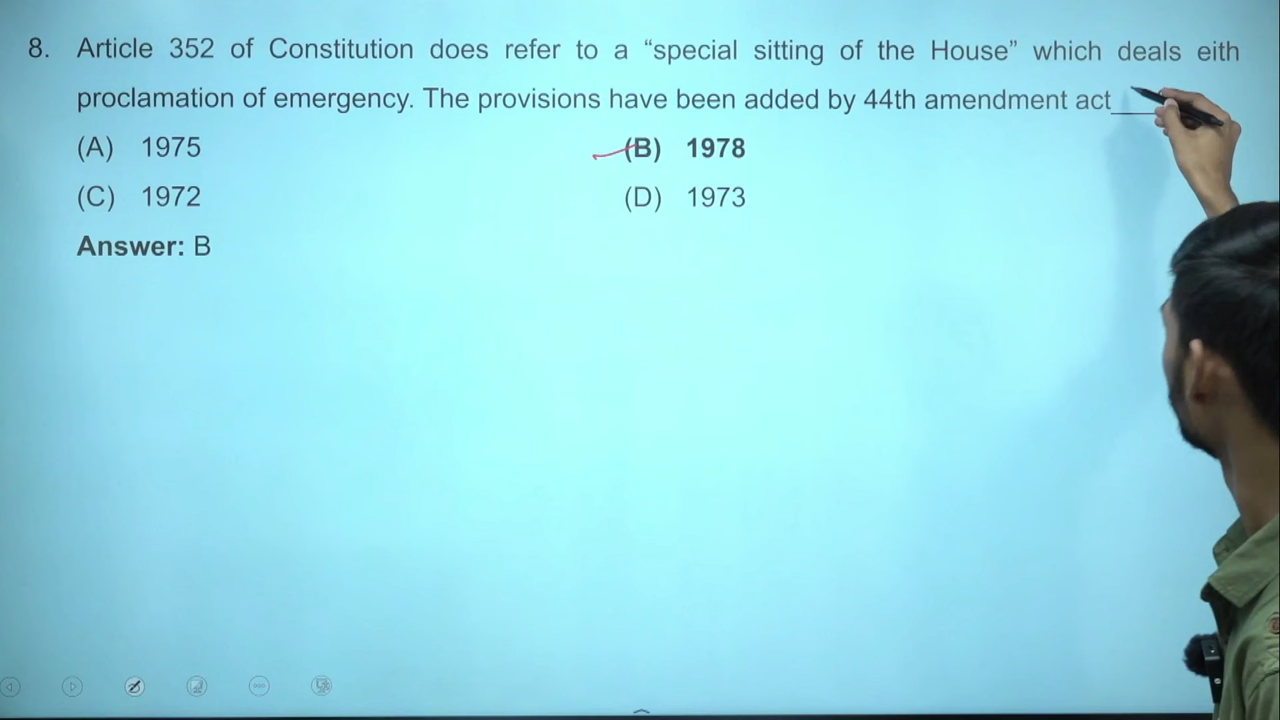 8. Article 352 of Constitution does refer to a “special sitting of the House” which deals eith
proclamation of emergency. The provisions have been added by 44th amendment act____
(A) 1975 (B) 1978
(C) 1972 (D) 1973
Answer: B